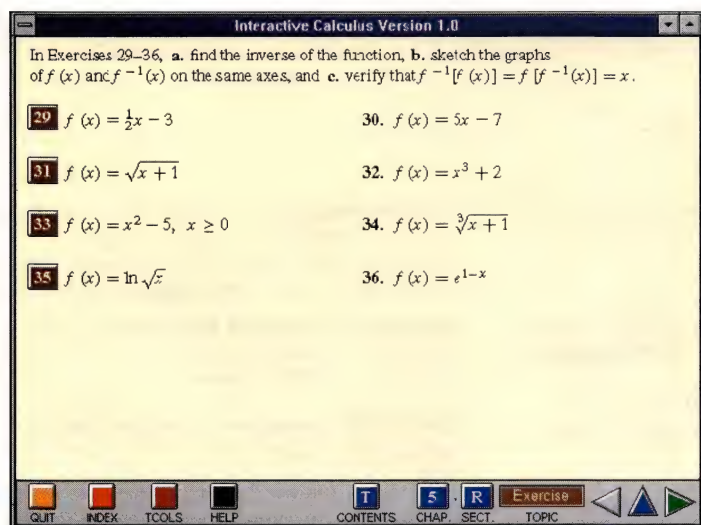 Interactive Calculus Version 1.0
In Exercises 29–36, a. find the inverse of the function, b. sketch the graphs
of f (x) and f ⁻¹(x) on the same axes, and c. verify that f ⁻¹[f (x)] = f [f ⁻¹(x)] = x.
29 f (x) = ½x − 3 30. f (x) = 5x − 7
31 f (x) = √(x + 1) 32. f (x) = x³ + 2
33 f (x) = x² − 5, x ≥ 0 34. f (x) = ∛(x + 1)
35 f (x) = ln √x 36. f (x) = e¹⁻ˣ
T 5 . R Exercise
QUIT INDEX TOOLS HELP CONTENTS CHAP. SECT. TOPIC